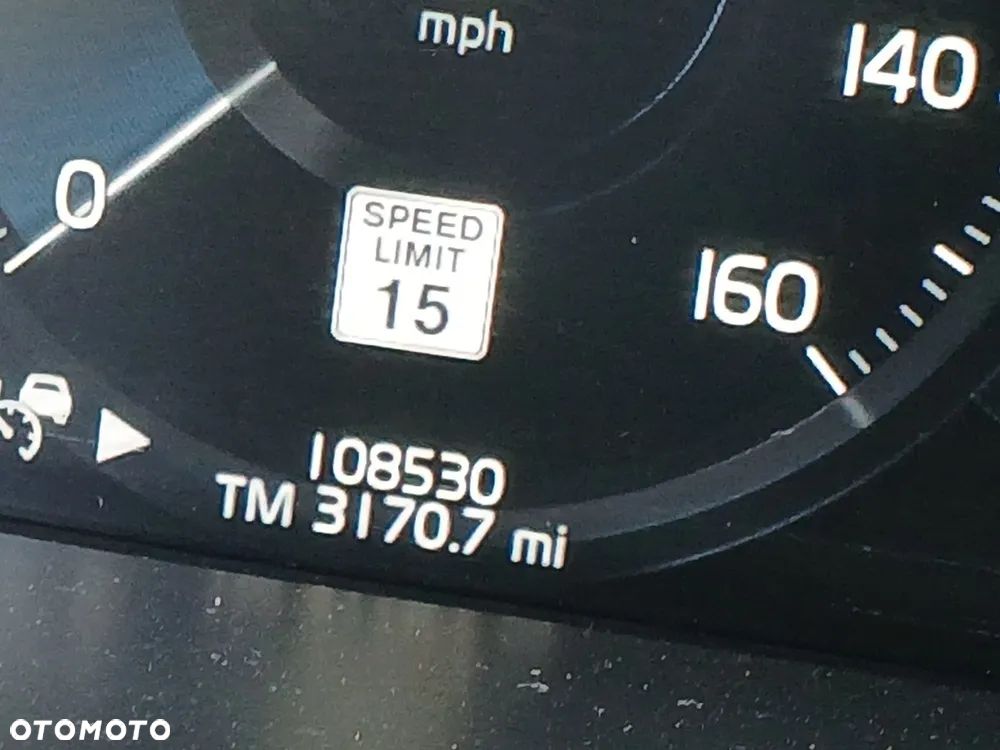 mph
140
0
SPEED
LIMIT
15
160
108530
TM 3170.7 mi
OTOMOTO